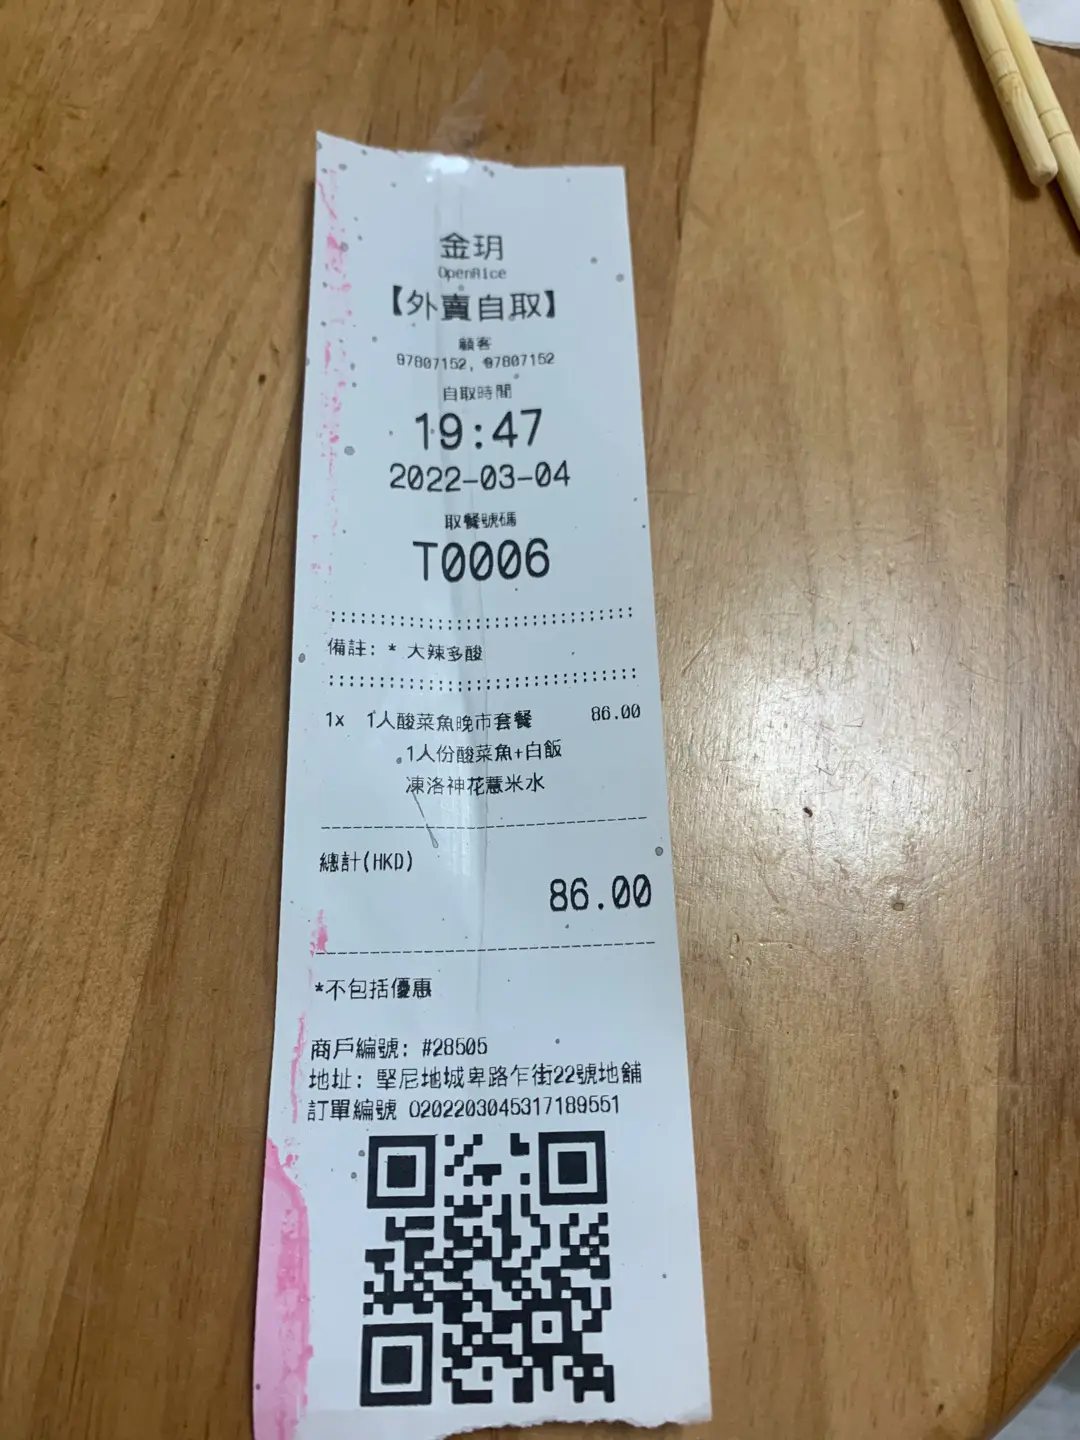 金玥
OpenRice
【外賣自取】
顧客
97807152, 97807152
自取時間
19:47
2022-03-04
取餐號碼
T0006
備註: * 大辣多酸
1x 1人酸菜魚晚市套餐 86.00
1人份酸菜魚+白飯
凍洛神花薏米水
總計(HKD)
86.00
*不包括優惠
商戶編號: #28505
地址: 堅尼地城卑路乍街22號地舖
訂單編號 0202203045317189551